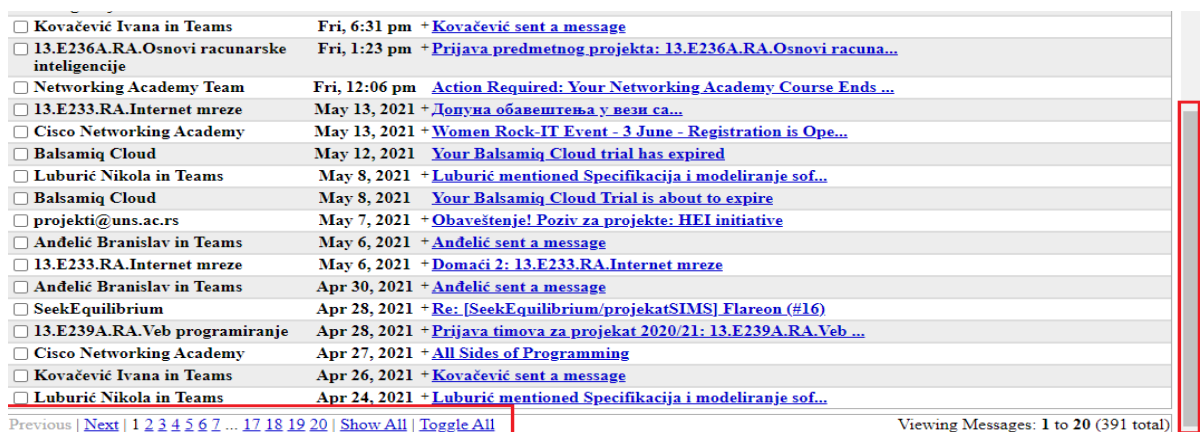 Kovačević Ivana in Teams Fri, 6:31 pm + Kovačević sent a message
13.E236A.RA.Osnovi racunarske Fri, 1:23 pm + Prijava predmetnog projekta: 13.E236A.RA.Osnovi racuna...
inteligencije
Networking Academy Team Fri, 12:06 pm Action Required: Your Networking Academy Course Ends ...
13.E233.RA.Internet mreze May 13, 2021 + Допуна обавештења у вези са...
Cisco Networking Academy May 13, 2021 + Women Rock-IT Event - 3 June - Registration is Ope...
Balsamiq Cloud May 12, 2021 Your Balsamiq Cloud trial has expired
Luburić Nikola in Teams May 8, 2021 + Luburić mentioned Specifikacija i modeliranje sof...
Balsamiq Cloud May 8, 2021 Your Balsamiq Cloud Trial is about to expire
projekti@uns.ac.rs May 7, 2021 + Obaveštenje! Poziv za projekte: HEI initiative
Anđelić Branislav in Teams May 6, 2021 + Anđelić sent a message
13.E233.RA.Internet mreze May 6, 2021 + Domaći 2: 13.E233.RA.Internet mreze
Anđelić Branislav in Teams Apr 30, 2021 + Anđelić sent a message
SeekEquilibrium Apr 28, 2021 + Re: [SeekEquilibrium/projekatSIMS] Flareon (#16)
13.E239A.RA.Veb programiranje Apr 28, 2021 + Prijava timova za projekat 2020/21: 13.E239A.RA.Veb ...
Cisco Networking Academy Apr 27, 2021 + All Sides of Programming
Kovačević Ivana in Teams Apr 26, 2021 + Kovačević sent a message
Luburić Nikola in Teams Apr 24, 2021 + Luburić mentioned Specifikacija i modeliranje sof...
Previous | Next | 1 2 3 4 5 6 7 ... 17 18 19 20 | Show All | Toggle All Viewing Messages: 1 to 20 (391 total)